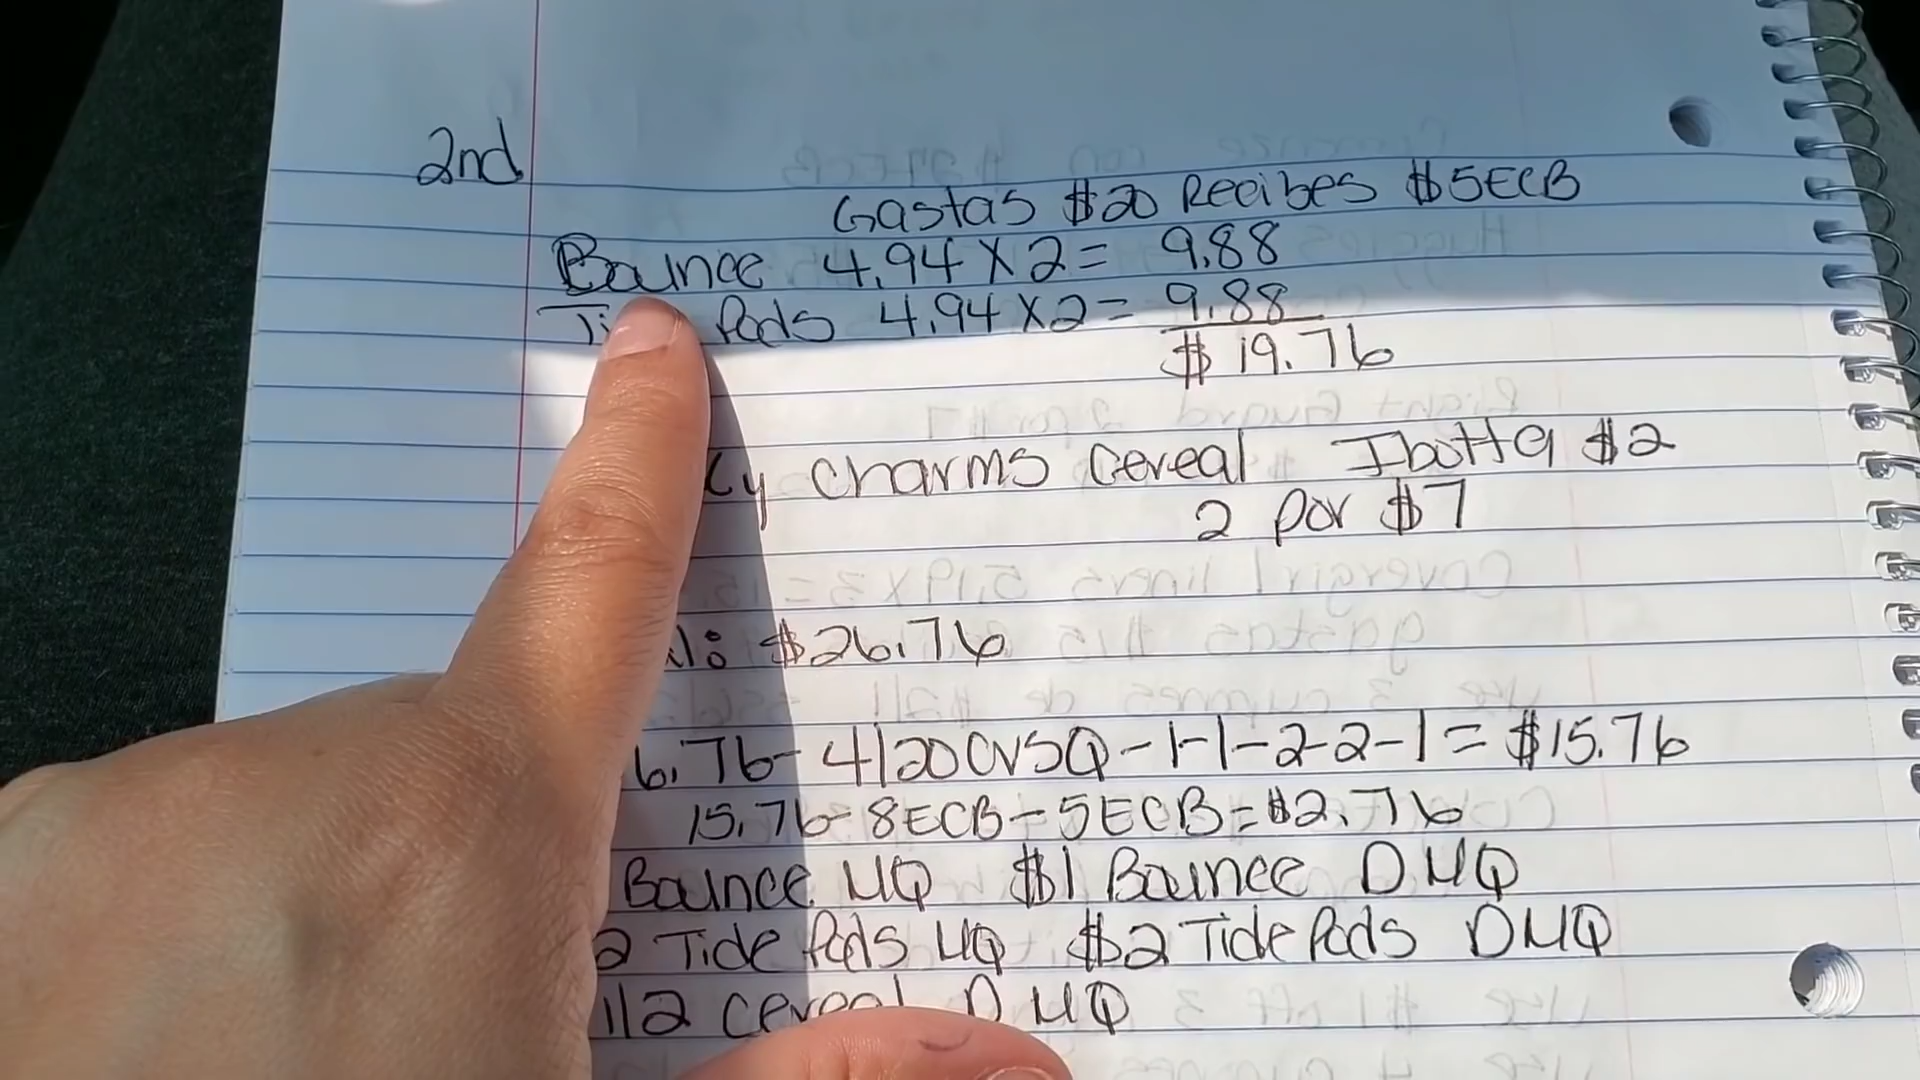 2nd
Gastas $20 Recibes $5ECB
Bounce 4.94 X 2 = 9.88
Pods 4.94 X 2 = 9.88
$ 19.76
Charms Cereal Ibotta $2
2 por $7
$26.76
6.76 - 4|20CVSQ - 1 - 1 - 2 - 2 - 1 = $15.76
15.76 - 8ECB - 5ECB = $2.76
Bounce MQ $1 Bounce DMQ
2 Tide Pods MQ $2 Tide Pods DMQ
1|2 cereal DMQ